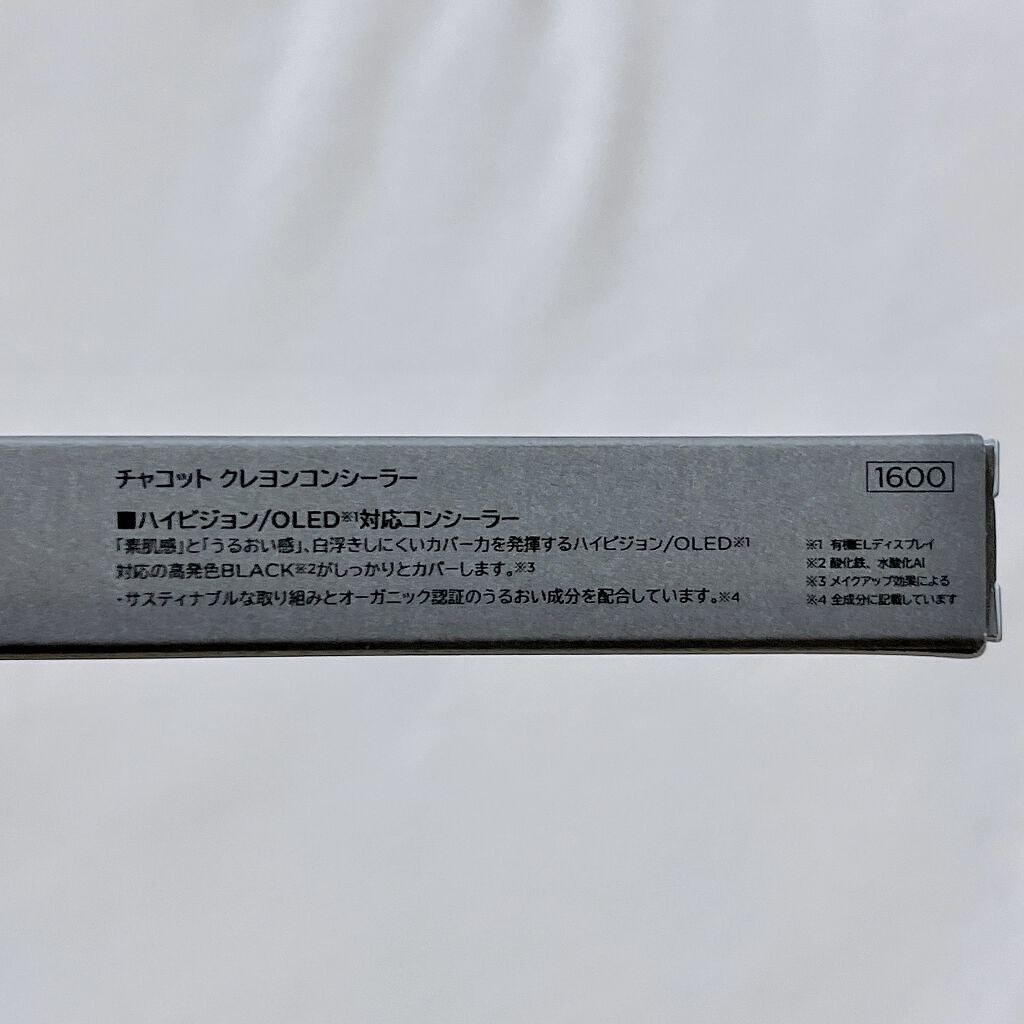 チャコット クレヨンコンシーラー
1600
■ハイビジョン/OLED※1対応コンシーラー
「素肌感」と「うるおい感」、白浮きしにくいカバー力を発揮するハイビジョン/OLED※1
対応の高発色BLACK※2がしっかりとカバーします。※3
・サスティナブルな取り組みとオーガニック認証のうるおい成分を配合しています。※4
※1 有機ELディスプレイ
※2 酸化鉄、水酸化Al
※3 メイクアップ効果による
※4 全成分に記載しています